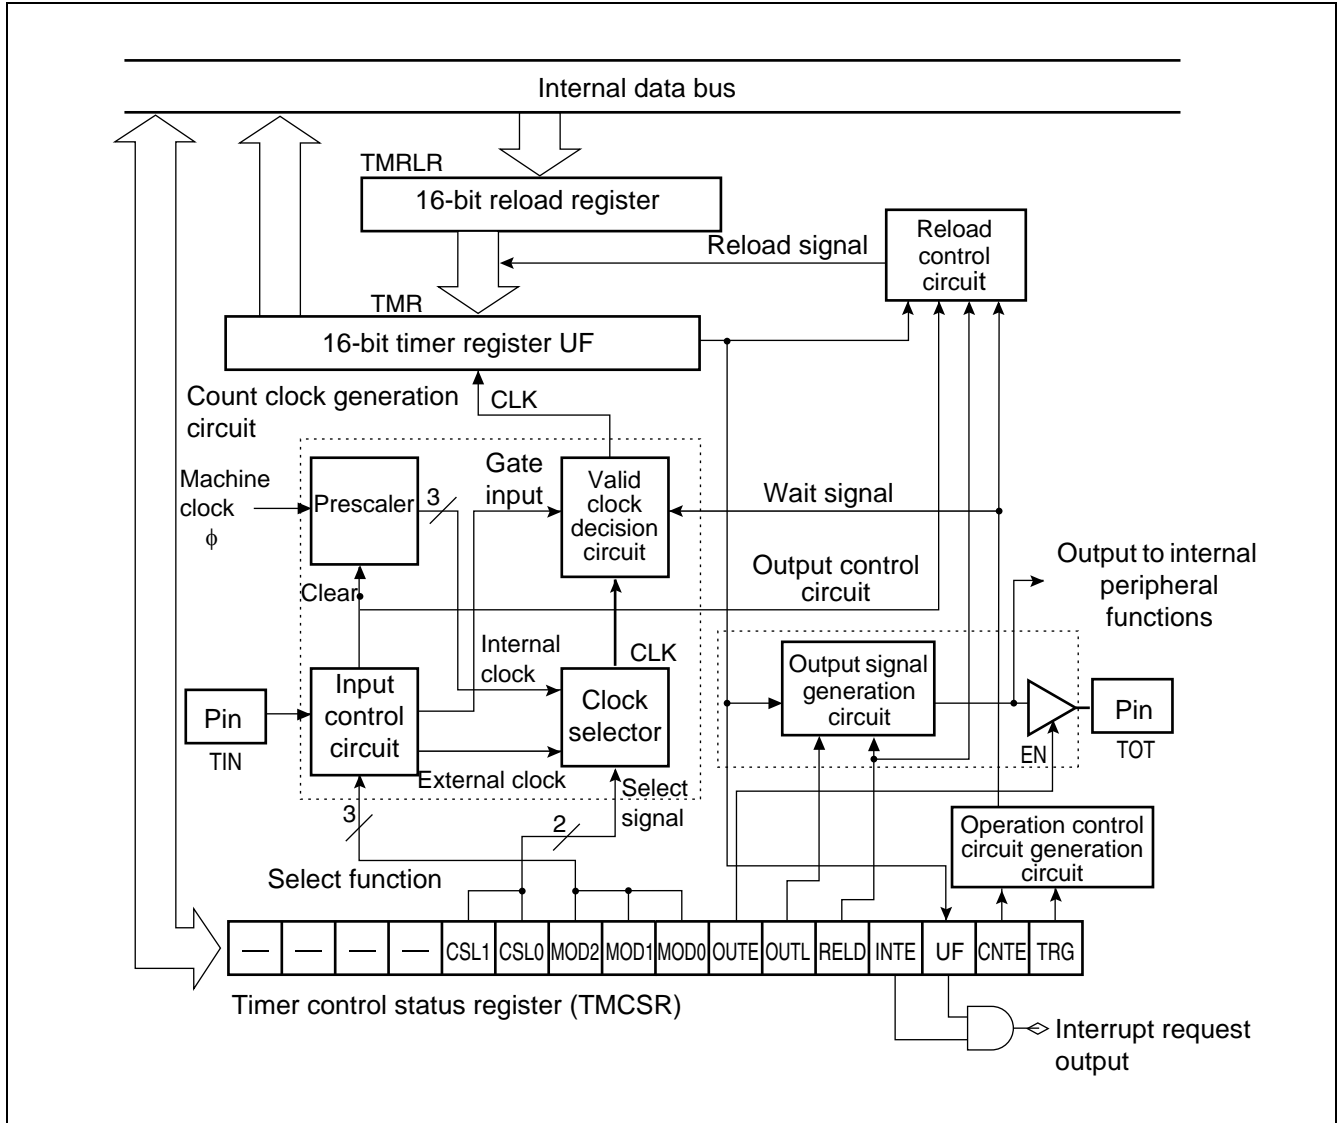 Internal data bus
TMRLR
16-bit reload register
Reload signal
Reload
control
circuit
TMR
16-bit timer register UF
Count clock generation
circuit
CLK
Machine
clock
ϕ
Prescaler
3
Gate
input
Valid
clock
decision
circuit
Wait signal
Clear
Output control
circuit
Output to internal
peripheral
functions
Internal
clock
CLK
Pin
TIN
Input
control
circuit
Clock
selector
Output signal
generation
circuit
EN
Pin
TOT
External clock
Select
signal
3
2
Select function
Operation control
circuit generation
circuit
— — — — CSL1 CSL0 MOD2 MOD1 MOD0 OUTE OUTL RELD INTE UF CNTE TRG
Timer control status register (TMCSR)
Interrupt request
output